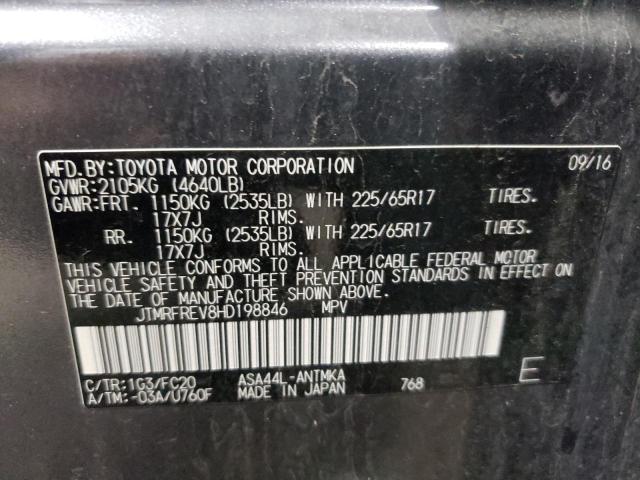 MFD.BY:TOYOTA MOTOR CORPORATION 09/16
GVWR:2105KG (4640LB)
GAWR:FRT. 1150KG (2535LB) WITH 225/65R17 TIRES.
17X7J RIMS.
RR. 1150KG (2535LB) WITH 225/65R17 TIRES.
17X7J RIMS.
THIS VEHICLE CONFORMS TO ALL APPLICABLE FEDERAL MOTOR
VEHICLE SAFETY AND THEFT PREVENTION STANDARDS IN EFFECT ON
THE DATE OF MANUFACTURE SHOWN ABOVE.
JTMRFREV8HD198846 MPV
C/TR:1G3/FC20 ASA44L-ANTMKA 768 E
A/TM:-03A/U760F MADE IN JAPAN